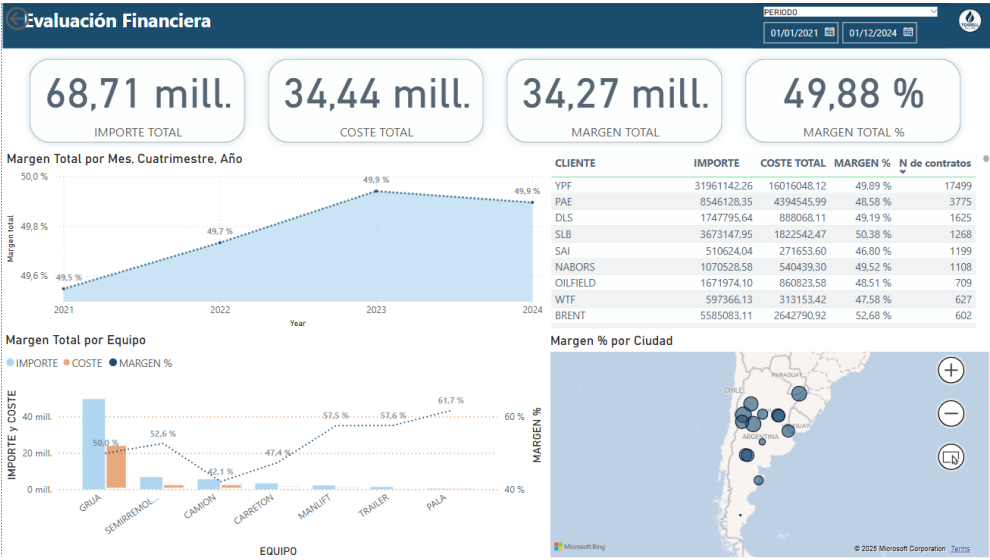 Evaluación Financiera
PERIODO
01/01/2021
01/12/2024
68,71 mill.
IMPORTE TOTAL
34,44 mill.
COSTE TOTAL
34,27 mill.
MARGEN TOTAL
49,88 %
MARGEN TOTAL %
Margen Total por Mes, Cuatrimestre, Año
50,0 %
49,8 %
49,6 %
Margen total
49,5 %
49,7 %
49,9 %
49,9 %
2021 2022 2023 2024
Year
CLIENTE IMPORTE COSTE TOTAL MARGEN % N de contratos
YPF 31961142,26 16016048,12 49,89 % 17499
PAE 8546128,35 4394545,99 48,58 % 3775
DLS 1747795,64 888068,11 49,19 % 1625
SLB 3673147,95 1822542,47 50,38 % 1268
SAI 510624,04 271653,60 46,80 % 1199
NABORS 1070528,58 540439,30 49,52 % 1108
OILFIELD 1671974,10 860823,58 48,51 % 709
WTF 597366,13 313153,42 47,58 % 627
BRENT 5585083,11 2642790,92 52,68 % 602
Margen Total por Equipo
IMPORTE COSTE MARGEN %
IMPORTE y COSTE
40 mill.
20 mill.
0 mill.
50,0 %
52,6 %
42,1 %
47,4 %
57,5 %
57,6 %
61,7 %
60 %
40 %
MARGEN %
GRUA
SEMIRREMOL...
CAMION
CARRETON
MANLIFT
TRAILER
PALA
EQUIPO
Margen % por Ciudad
PARAGUAY
CHILE
ARGENTINA
Microsoft Bing
© 2025 Microsoft Corporation Terms